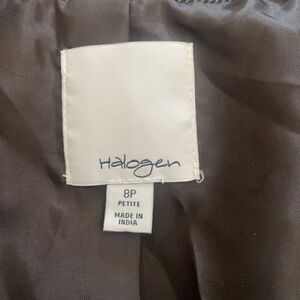 Halogen
8P
PETITE
MADE IN
INDIA